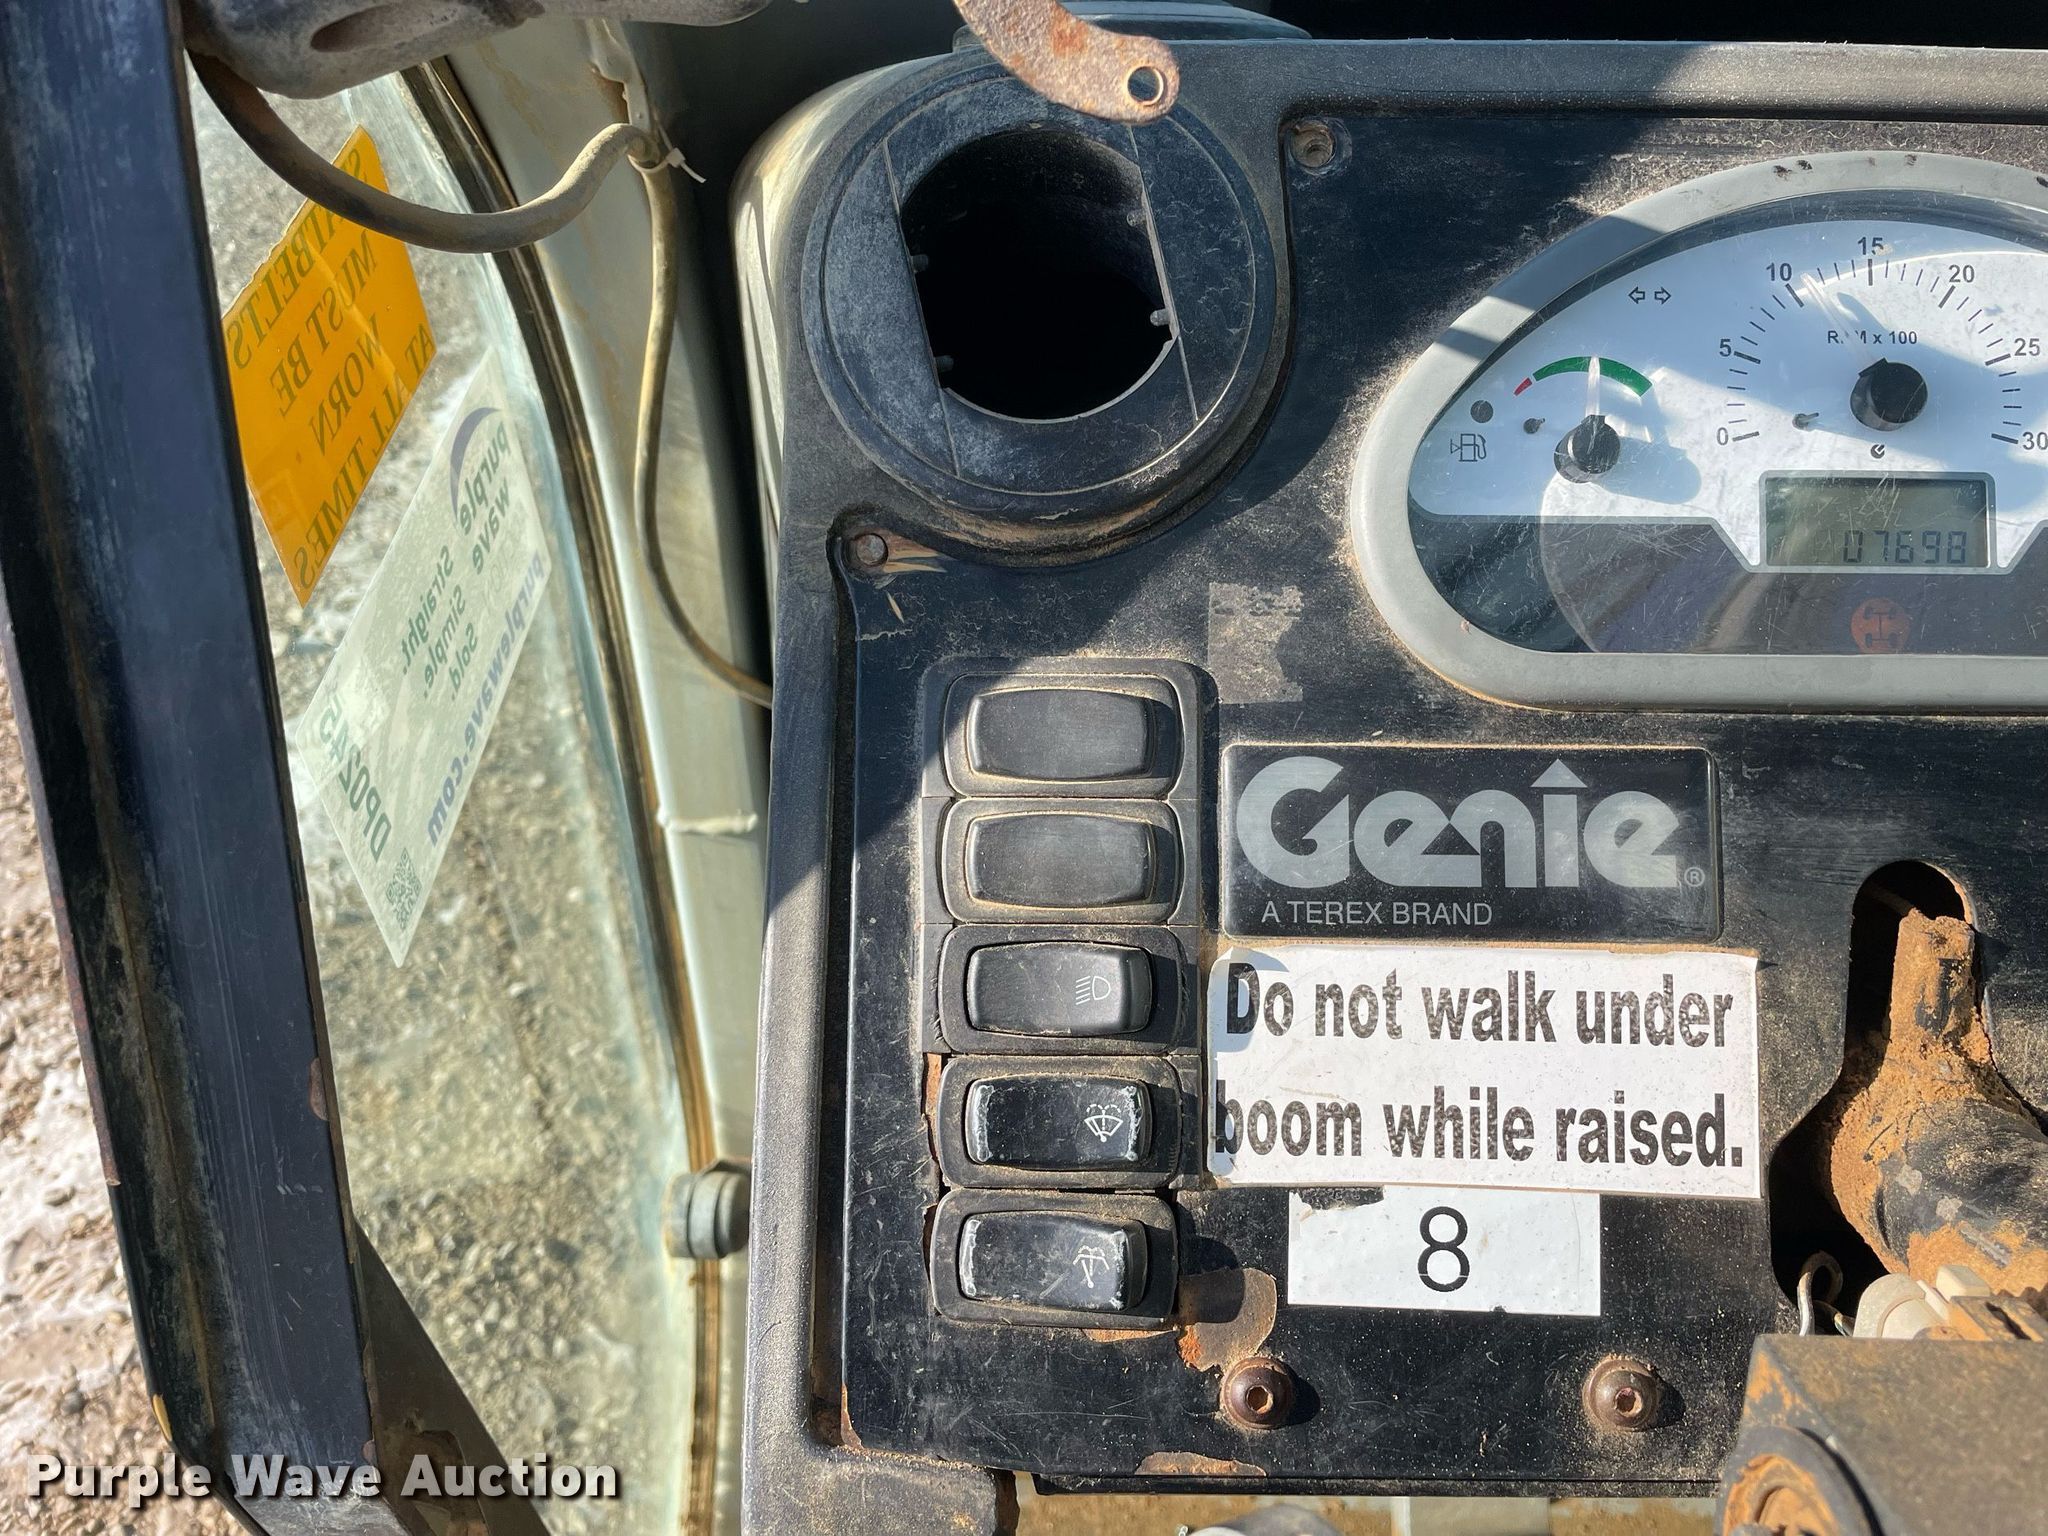 SEATBELTS
MUST BE
WORN
AT ALL TIMES
purple
wave
Straight.
Simple.
Sold.
purplewave.com
DP0245
0
5
10
15
20
25
30
RPM x 100
07698
Genie®
A TEREX BRAND
Do not walk under
boom while raised.
8
Purple Wave Auction